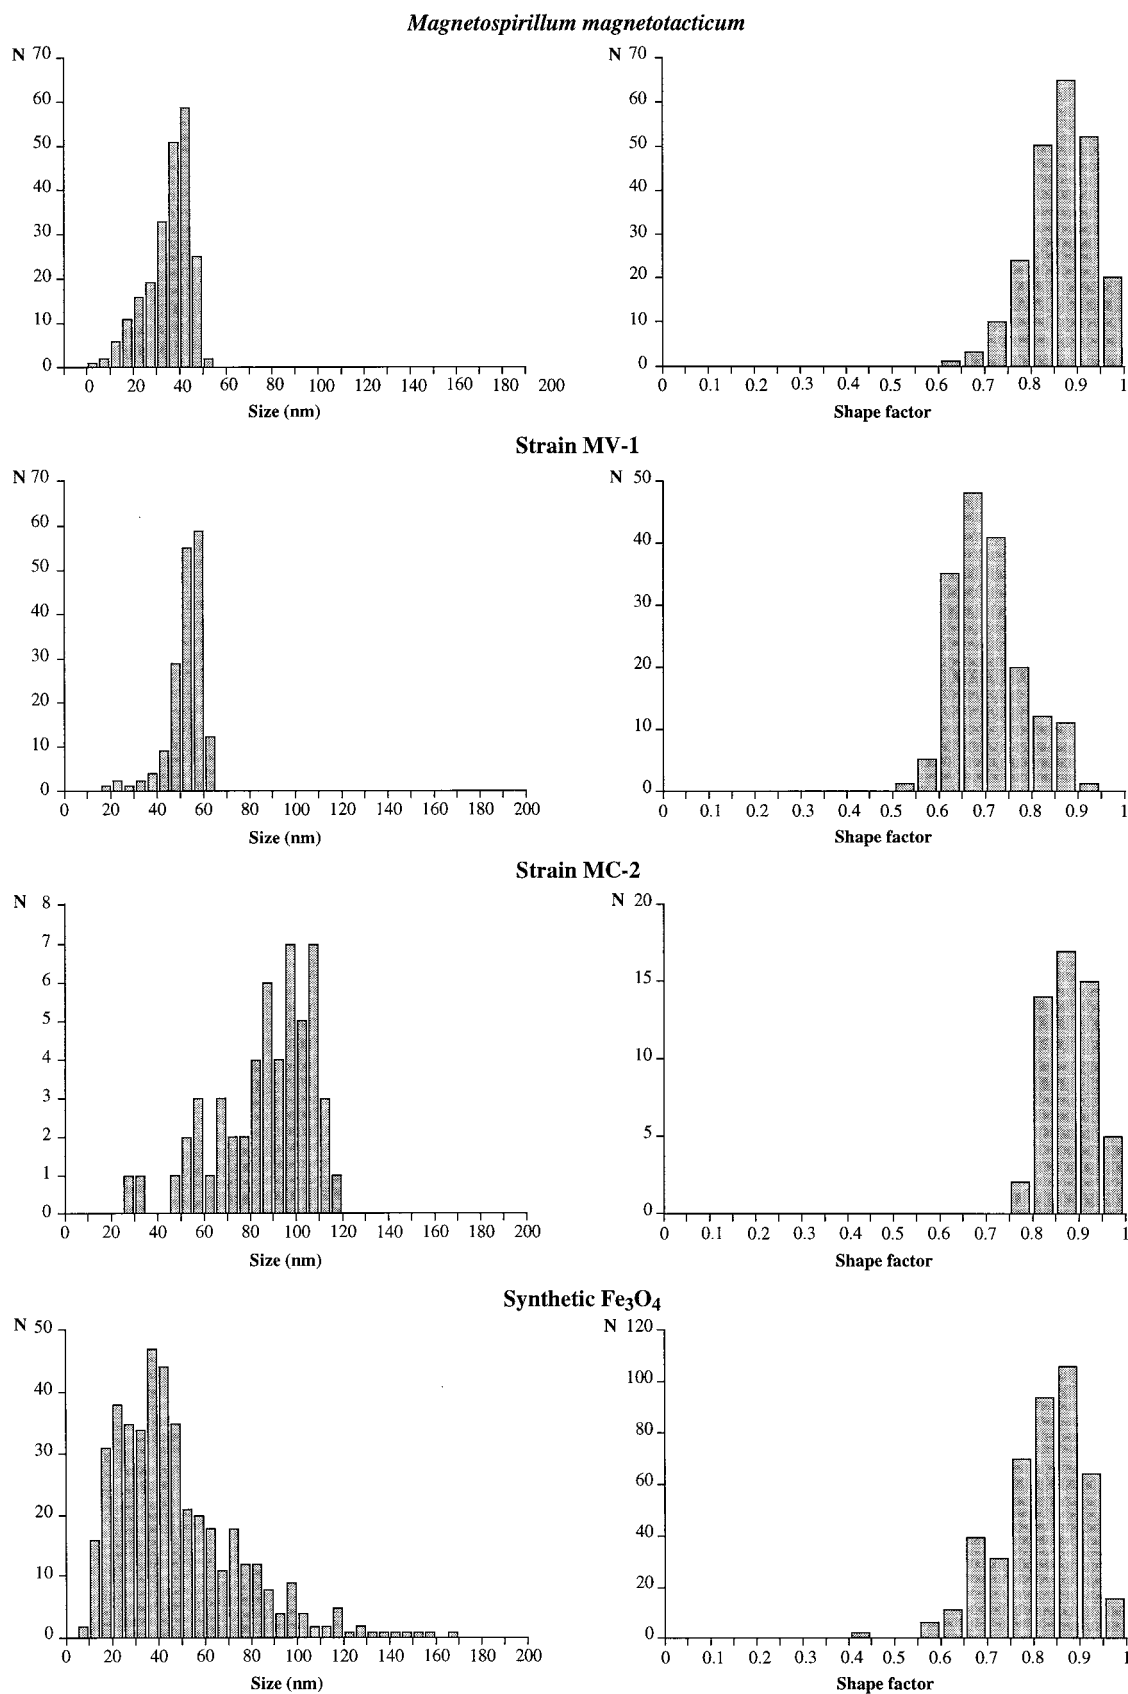 Magnetospirillum magnetotacticum
N 70
60
50
40
30
20
10
0
0 20 40 60 80 100 120 140 160 180 200
Size (nm)
N 70
60
50
40
30
20
10
0
0 0.1 0.2 0.3 0.4 0.5 0.6 0.7 0.8 0.9 1
Shape factor
Strain MV-1
N 70
60
50
40
30
20
10
0
0 20 40 60 80 100 120 140 160 180 200
Size (nm)
N 50
40
30
20
10
0
0 0.1 0.2 0.3 0.4 0.5 0.6 0.7 0.8 0.9 1
Shape factor
Strain MC-2
N 8
7
6
5
4
3
2
1
0
0 20 40 60 80 100 120 140 160 180 200
Size (nm)
N 20
15
10
5
0
0 0.1 0.2 0.3 0.4 0.5 0.6 0.7 0.8 0.9 1
Shape factor
Synthetic Fe3O4
N 50
40
30
20
10
0
0 20 40 60 80 100 120 140 160 180 200
Size (nm)
N 120
100
80
60
40
20
0
0 0.1 0.2 0.3 0.4 0.5 0.6 0.7 0.8 0.9 1
Shape factor